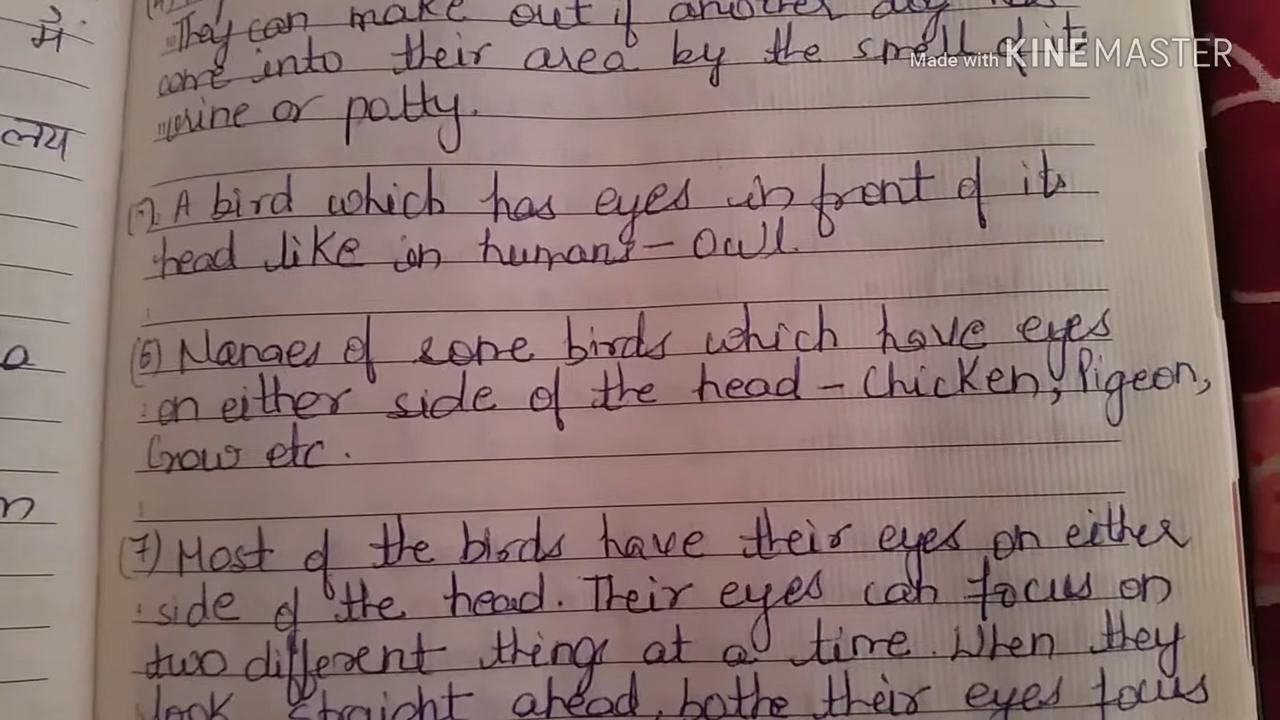 में
लय
a
n
They can make out if another dog has
come into their area by the smell of its
urine or potty.
A bird which has eyes in front of its
head like in humans - Owl.
(6) Names of some birds which have eyes
on either side of the head - Chicken, Pigeon,
Crow etc.
(7) Most of the birds have their eyes on either
side of the head. Their eyes can focus on
two different things at a time. When they
look straight ahead, bothe their eyes focus
Made with KINEMASTER